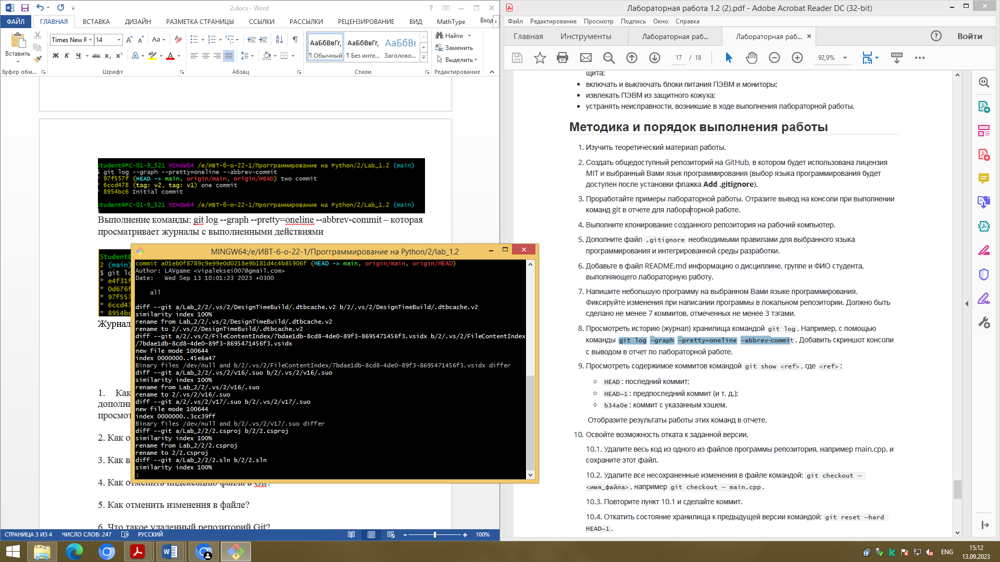 2.docx - Word
ФАЙЛ ГЛАВНАЯ ВСТАВКА ДИЗАЙН РАЗМЕТКА СТРАНИЦЫ ССЫЛКИ РАССЫЛКИ РЕЦЕНЗИРОВАНИЕ ВИД MathType Вход
Вставить
Буфер обм...
Times New F 14
Ж К Ч abc x₂ x²
Шрифт
Абзац
АаБбВвГг, АаБбВвГг, АаБбВі
¶ Обычный ¶ Без инте... Заголово...
Стили
Найти
Заменить
Выделить
Редактирование
Student@PC-01-9_521 MINGW64 /e/ИВТ-6-о-22-1/Прогграммирование на Python/2/Lab_1.2 (main)
$ git log --graph --pretty=oneline --abbrev-commit
* 97f557f (HEAD -> main, origin/main, origin/HEAD) two commit
* 6ccd478 (tag: v2, tag: v1) one commit
* 8954bc6 Initial commit
Student@PC-01-9_521 MINGW64 /e/ИВТ-6-о-22-1/Прогграммирование на Python/2/Lab_1.2 (main)
Выполнение команды: git log --graph --pretty=oneline --abbrev-commit – которая
просматривает журналы с выполненными действиями
Student@
2 (main)
$ git lo
* e4f31f
* 0d676f
* 97f557
* 6ccd47
* 8954bc
Журнал
1. Как
дополни
просмот
2. Как о
3. Как в
4. Как отменить индексацию файла в Git?
5. Как отменить изменения в файле?
6. Что такое удаленный репозиторий Git?
СТРАНИЦА 3 ИЗ 4 ЧИСЛО СЛОВ: 247 РУССКИЙ 100%
MINGW64:/e/ИВТ-6-о-22-1/Прогграммирование на Python/2/lab_1.2
commit a01eb0f8789c9e99e0d0218e9b181d4c4b85906f (HEAD -> main, origin/main, origin/HEAD)
Author: LAVgame <vipaleksei007@gmail.com>
Date: Wed Sep 13 10:01:23 2023 +0300
all
diff --git a/Lab_2/2/.vs/2/DesignTimeBuild/.dtbcache.v2 b/2/.vs/2/DesignTimeBuild/.dtbcache.v2
similarity index 100%
rename from Lab_2/2/.vs/2/DesignTimeBuild/.dtbcache.v2
rename to 2/.vs/2/DesignTimeBuild/.dtbcache.v2
diff --git a/2/.vs/2/FileContentIndex/7bdae1db-8cd8-4de0-89f3-8695471456f3.vsidx b/2/.vs/2/FileContentIndex
/7bdae1db-8cd8-4de0-89f3-8695471456f3.vsidx
new file mode 100644
index 0000000..45e6a47
Binary files /dev/null and b/2/.vs/2/FileContentIndex/7bdae1db-8cd8-4de0-89f3-8695471456f3.vsidx differ
diff --git a/Lab_2/2/.vs/2/v16/.suo b/2/.vs/2/v16/.suo
similarity index 100%
rename from Lab_2/2/.vs/2/v16/.suo
rename to 2/.vs/2/v16/.suo
diff --git a/2/.vs/2/v17/.suo b/2/.vs/2/v17/.suo
new file mode 100644
index 0000000..3cc39ff
Binary files /dev/null and b/2/.vs/2/v17/.suo differ
diff --git a/Lab_2/2/2.csproj b/2/2.csproj
similarity index 100%
rename from Lab_2/2/2.csproj
rename to 2/2.csproj
diff --git a/Lab_2/2/2.sln b/2/2.sln
similarity index 100%
:
Лабораторная работа 1.2 (2).pdf - Adobe Acrobat Reader DC (32-bit)
Файл Редактирование Просмотр Подпись Окно Справка
Главная Инструменты Лабораторная раб... Лабораторная раб... Войти
17 / 18 92,9%
щита;
• включать и выключать блоки питания ПЭВМ и мониторы;
• извлекать ПЭВМ из защитного кожуха;
• устранять неисправности, возникшие в ходе выполнения лабораторной работы.
Методика и порядок выполнения работы
1. Изучить теоретический материал работы.
2. Создать общедоступный репозиторий на GitHub, в котором будет использована лицензия
MIT и выбранный Вами язык программирования (выбор языка программирования будет
доступен после установки флажка Add .gitignore).
3. Проработайте примеры лабораторной работы. Отразите вывод на консоли при выполнении
команд git в отчете для лабораторной работе.
4. Выполните клонирование созданного репозитория на рабочий компьютер.
5. Дополните файл .gitignore необходимыми правилами для выбранного языка
программирования и интегрированной среды разработки.
6. Добавьте в файл README.md информацию о дисциплине, группе и ФИО студента,
выполняющего лабораторную работу.
7. Напишите небольшую программу на выбранном Вами языке программирования.
Фиксируйте изменения при написании программы в локальном репозитории. Должно быть
сделано не менее 7 коммитов, отмеченных не менее 3 тэгами.
8. Просмотреть историю (журнал) хранилища командой git log. Например, с помощью
команды git log --graph --pretty=oneline --abbrev-commit. Добавить скриншот консоли
с выводом в отчет по лабораторной работе.
9. Просмотреть содержимое коммитов командой git show <ref>, где <ref>:
HEAD: последний коммит;
HEAD~1: предпоследний коммит (и т. д.);
b34a0e: коммит с указанным хэшем.
Отобразите результаты работы этих команд в отчете.
10. Освойте возможность отката к заданной версии.
10.1. Удалите весь код из одного из файлов программы репозитория, например main.cpp, и
сохраните этот файл.
10.2. Удалите все несохраненные изменения в файле командой: git checkout --
<имя_файла>, например git checkout -- main.cpp.
10.3. Повторите пункт 10.1 и сделайте коммит.
10.4. Откатить состояние хранилища к предыдущей версии командой: git reset --hard
HEAD~1.
ENG
15:12
13.09.2023